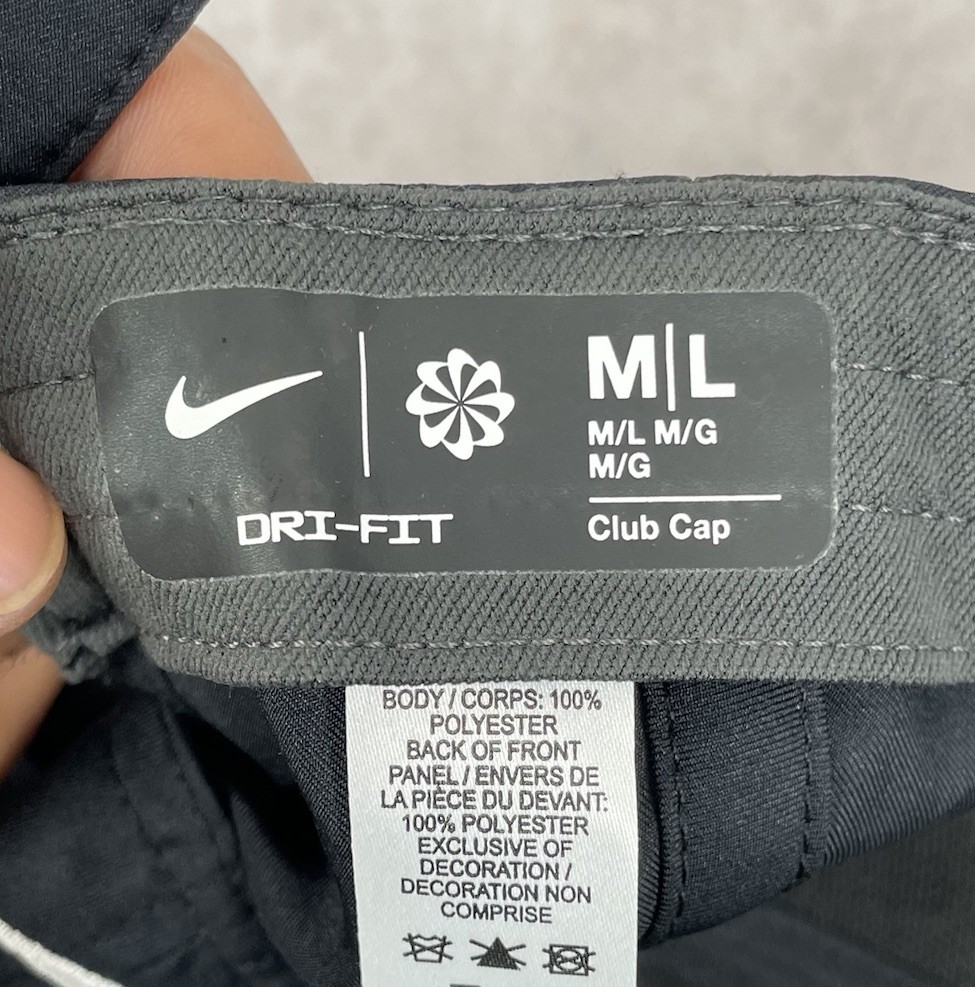 M|L
M/L M/G
M/G
DRI-FIT
Club Cap
BODY / CORPS: 100%
POLYESTER
BACK OF FRONT
PANEL / ENVERS DE
LA PIÈCE DU DEVANT:
100% POLYESTER
EXCLUSIVE OF
DECORATION /
DECORATION NON
COMPRISE